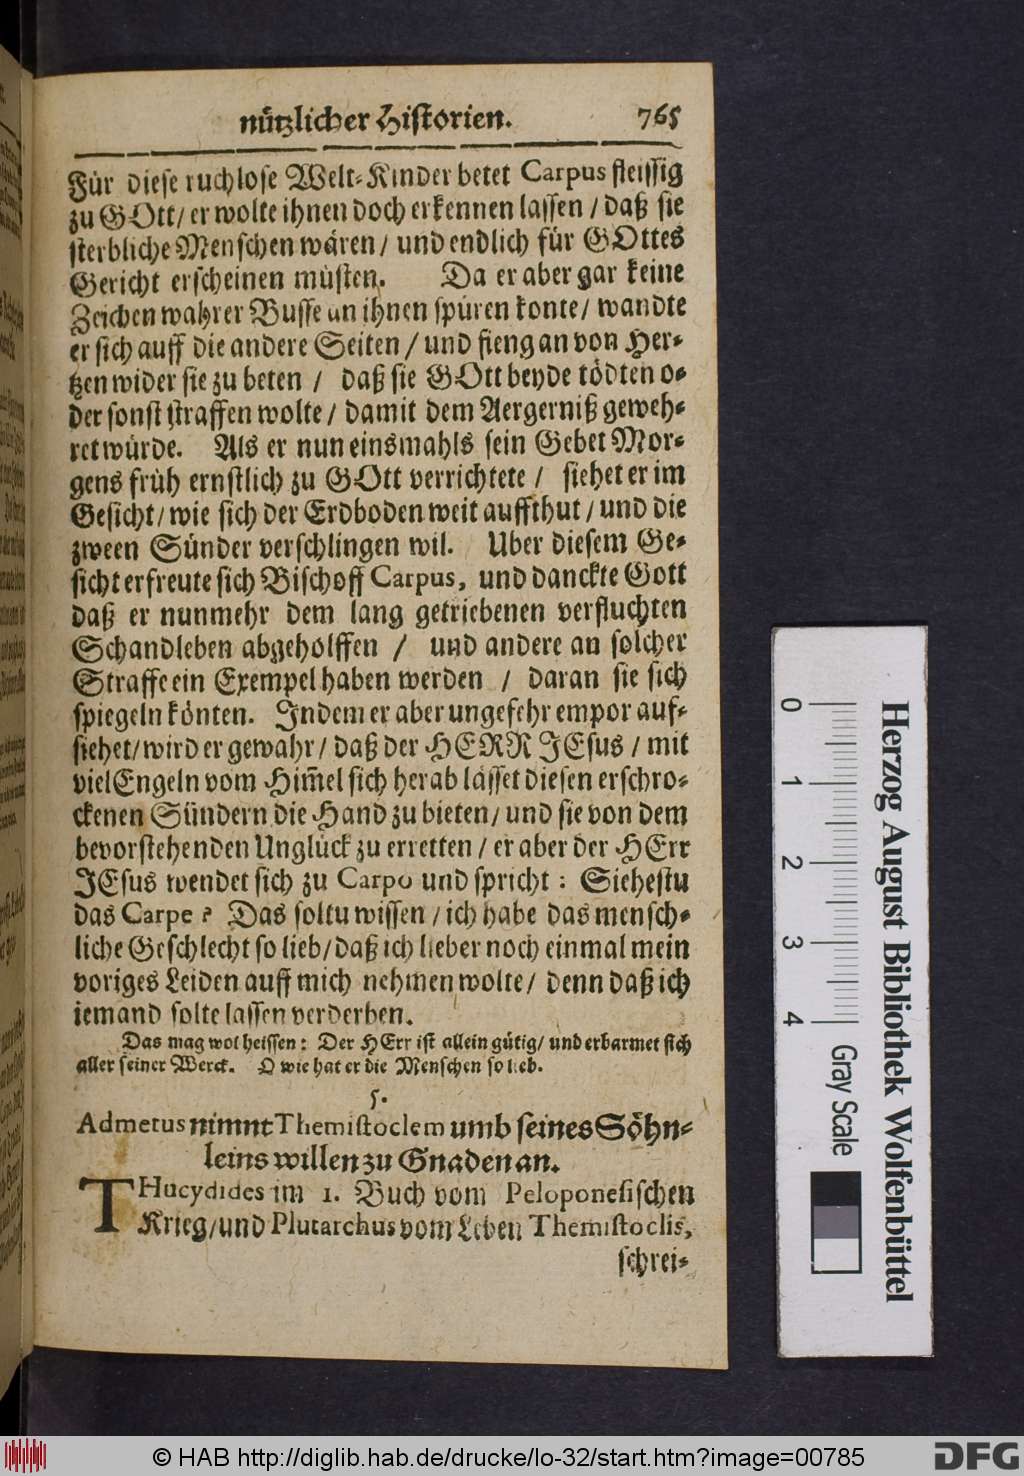 nützlicher Historien. 765
Für diese ruchlose Welt-Kinder betet Carpus fleissig
zu GOtt/ er wolte ihnen doch erkennen lassen / daß sie
sterbliche Menschen wären / und endlich für GOttes
Gericht erscheinen müsten. Da er aber gar keine
Zeichen wahrer Busse an ihnen spüren konte / wandte
er sich auff die andere Seiten / und fieng an von Her-
tzen wider sie zu beten / daß sie GOtt beyde tödten o-
der sonst straffen wolte / damit dem Aergerniß geweh-
ret würde. Als er nun einsmahls sein Gebet Mor-
gens früh ernstlich zu GOtt verrichtete / siehet er im
Gesicht / wie sich der Erdboden weit auffthut / und die
zween Sünder verschlingen wil. Uber diesem Ge-
sicht erfreute sich Bischoff Carpus, und danckte Gott
daß er nunmehr dem lang getriebenen verfluchten
Schandleben abgeholffen / und andere an solcher
Straffe ein Exempel haben werden / daran sie sich
spiegeln könten. Indem er aber ungefehr empor auf-
siehet / wird er gewahr / daß der HERR JEsus / mit
viel Engeln vom Him̃el sich herab lässet diesen erschro-
ckenen Sündern die Hand zu bieten / und sie von dem
bevorstehenden Unglück zu erretten / er aber der HErr
JEsus wendet sich zu Carpo und spricht : Siehestu
das Carpe ? Das soltu wissen / ich habe das mensch-
liche Geschlecht so lieb / daß ich lieber noch einmal mein
voriges Leiden auff mich nehmen wolte / denn daß ich
iemand solte lassen verderben.
Das mag wol heissen : Der HErr ist allein gütig / und erbarmet sich
aller seiner Werck. O wie hat er die Menschen so lieb.
5.
Admetus nimnt Themistoclem umb seines Söhn-
leins willen zu Gnaden an.
THucydides im 1. Buch vom Peloponesischen
Krieg / und Plutarchus vom Leben Themistoclis,
schrei-
0 1 2 3 4 Gray Scale
Herzog August Bibliothek Wolfenbüttel
© HAB http://diglib.hab.de/drucke/lo-32/start.htm?image=00785
DFG